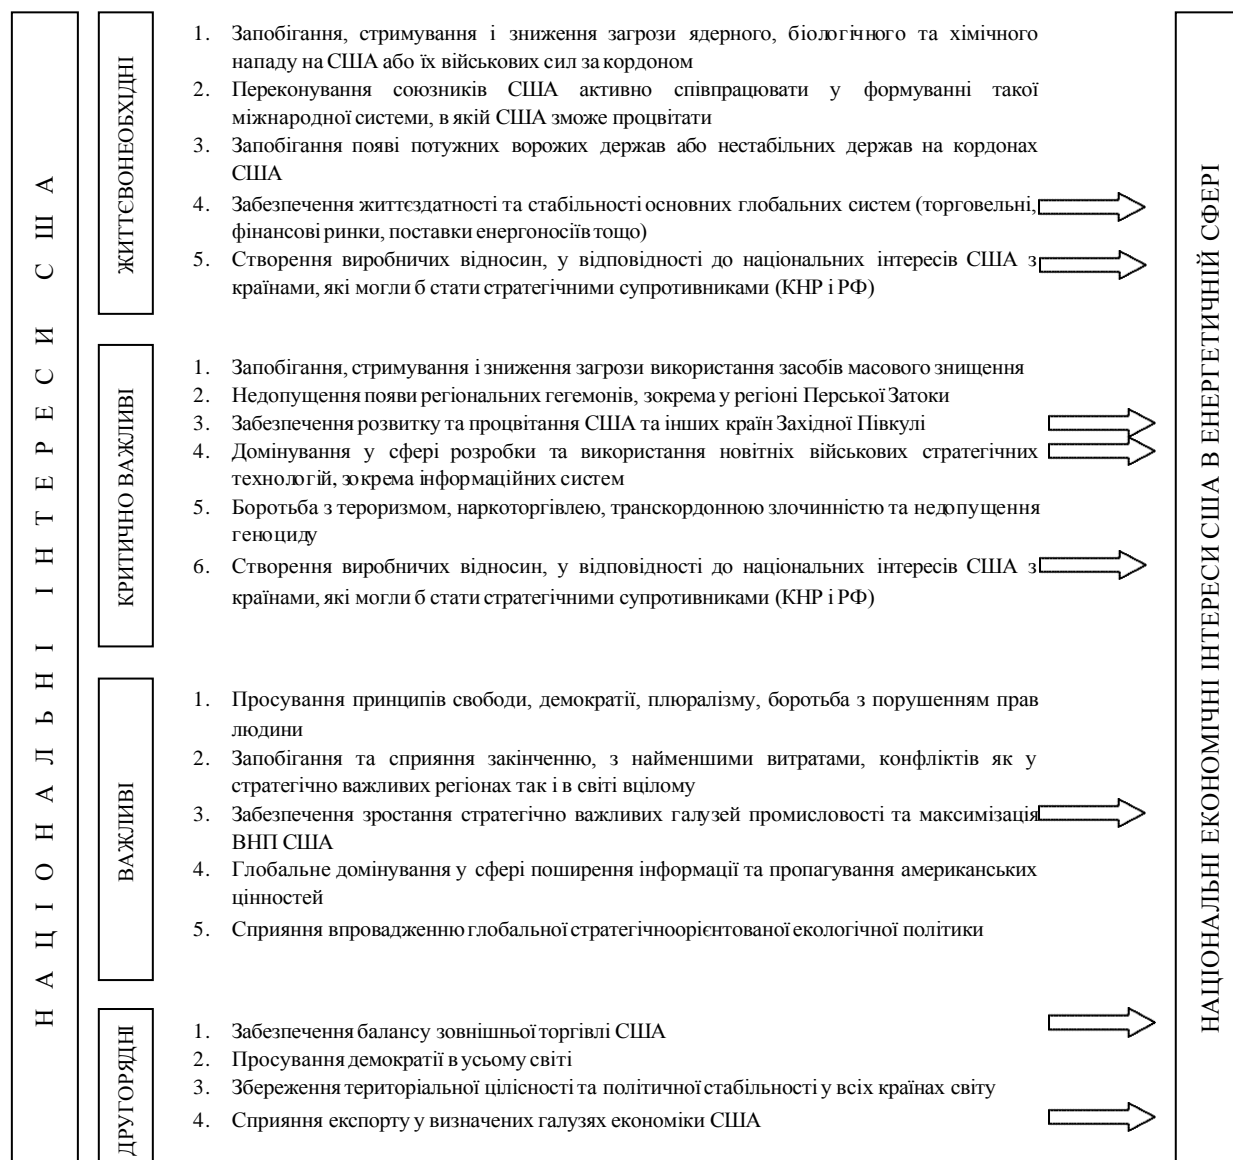 НАЦІОНАЛЬНІ ІНТЕРЕСИ США
ЖИТТЄВОНЕОБХІДНІ
1. Запобігання, стримування і зниження загрози ядерного, біологічного та хімічного
нападу на США або їх військових сил за кордоном
2. Переконування союзників США активно співпрацювати у формуванні такої
міжнародної системи, в якій США зможе процвітати
3. Запобігання появі потужних ворожих держав або нестабільних держав на кордонах
США
4. Забезпечення життєздатності та стабільності основних глобальних систем (торговельні,
фінансові ринки, поставки енергоносіїв тощо)
5. Створення виробничих відносин, у відповідності до національних інтересів США з
країнами, які могли б стати стратегічними супротивниками (КНР і РФ)
КРИТИЧНО ВАЖЛИВІ
1. Запобігання, стримування і зниження загрози використання засобів масового знищення
2. Недопущення появи регіональних гегемонів, зокрема у регіоні Перської Затоки
3. Забезпечення розвитку та процвітання США та інших країн Західної Півкулі
4. Домінування у сфері розробки та використання новітніх військових стратегічних
технологій, зокрема інформаційних систем
5. Боротьба з тероризмом, наркоторгівлею, транскордонною злочинністю та недопущення
геноциду
6. Створення виробничих відносин, у відповідності до національних інтересів США з
країнами, які могли б стати стратегічними супротивниками (КНР і РФ)
ВАЖЛИВІ
1. Просування принципів свободи, демократії, плюралізму, боротьба з порушенням прав
людини
2. Запобігання та сприяння закінченню, з найменшими витратами, конфліктів як у
стратегічно важливих регіонах так і в світі вцілому
3. Забезпечення зростання стратегічно важливих галузей промисловості та максимізація
ВНП США
4. Глобальне домінування у сфері поширення інформації та пропагування американських
цінностей
5. Сприяння впровадженню глобальної стратегічноорієнтованої екологічної політики
ДРУГОРЯДНІ
1. Забезпечення балансу зовнішньої торгівлі США
2. Просування демократії в усьому світі
3. Збереження територіальної цілісності та політичної стабільності у всіх країнах світу
4. Сприяння експорту у визначених галузях економіки США
НАЦІОНАЛЬНІ ЕКОНОМІЧНІ ІНТЕРЕСИ США В ЕНЕРГЕТИЧНІЙ СФЕРІ